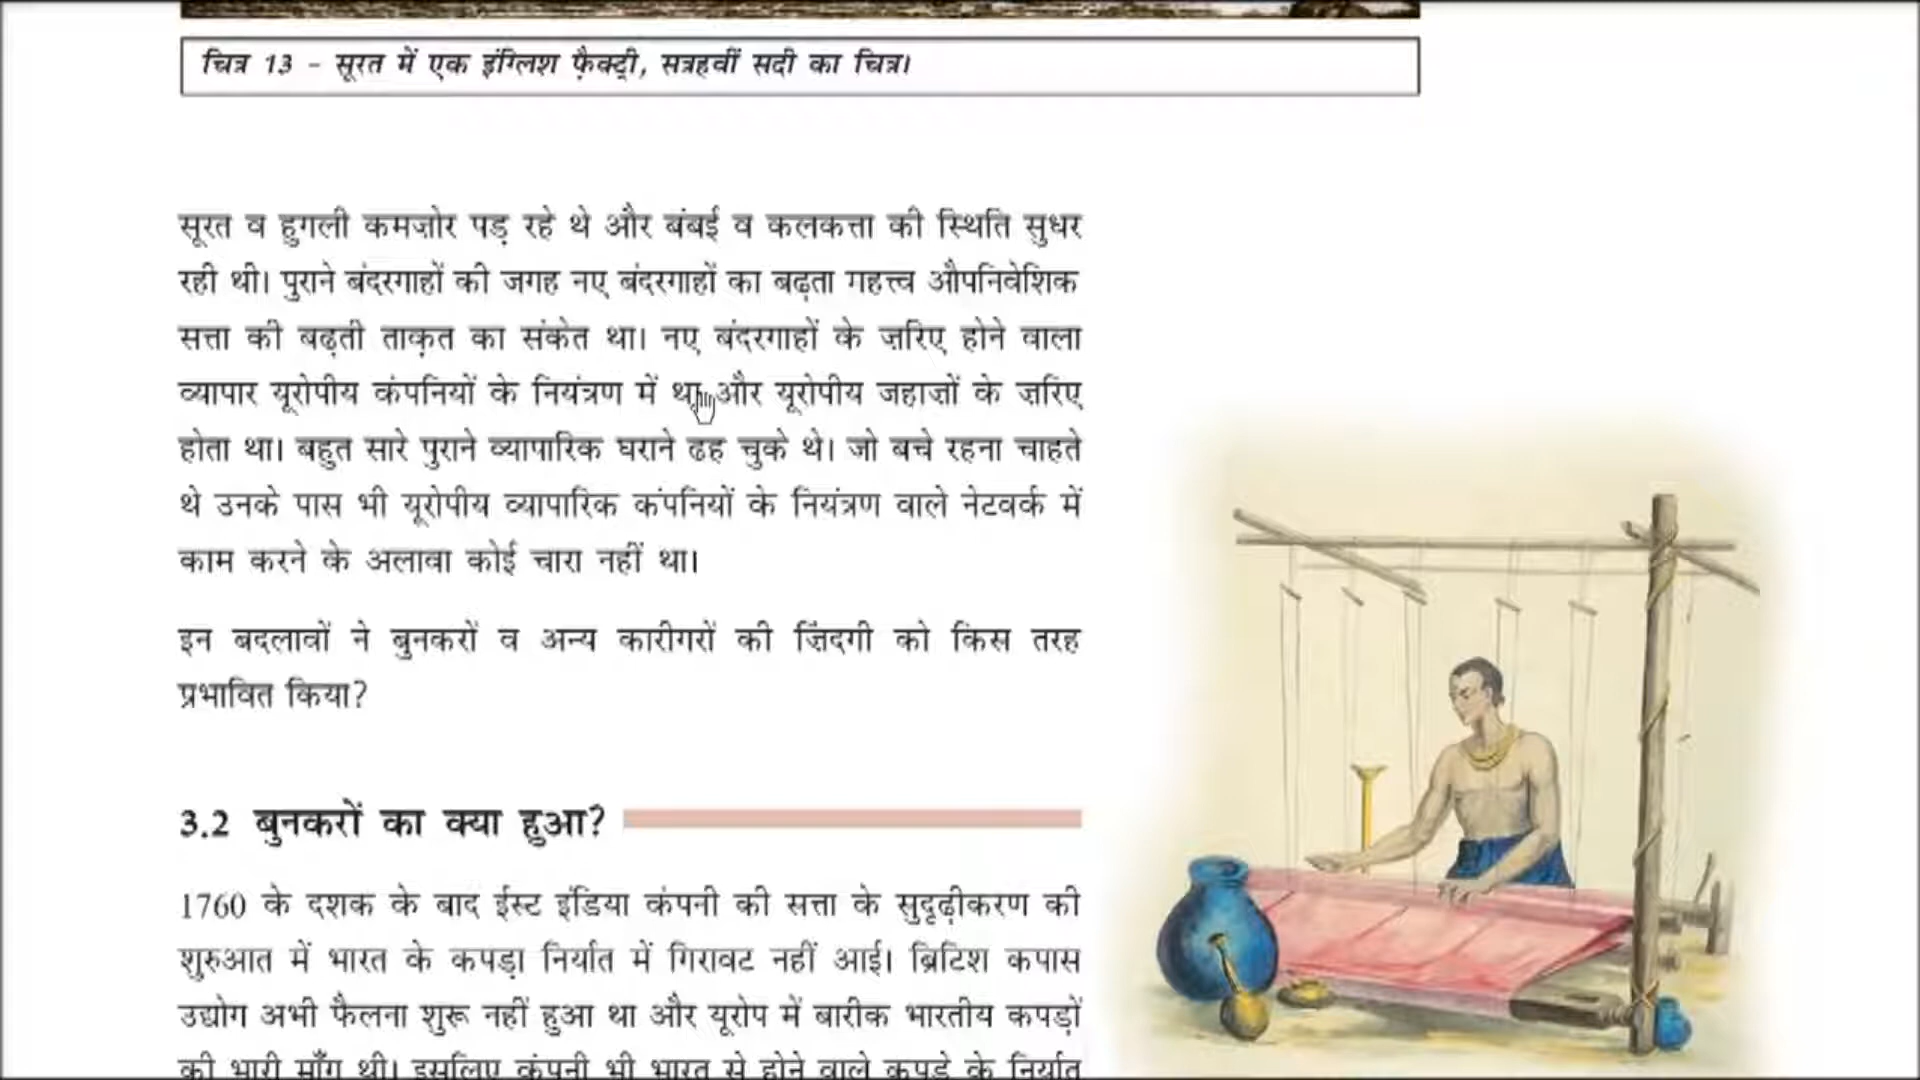 चित्र 13 - सूरत में एक इंग्लिश फ़ैक्ट्री, सत्रहवीं सदी का चित्र।
सूरत व हुगली कमज़ोर पड़ रहे थे और बंबई व कलकत्ता की स्थिति सुधर
रही थी। पुराने बंदरगाहों की जगह नए बंदरगाहों का बढ़ता महत्त्व औपनिवेशिक
सत्ता की बढ़ती ताक़त का संकेत था। नए बंदरगाहों के ज़रिए होने वाला
व्यापार यूरोपीय कंपनियों के नियंत्रण में था और यूरोपीय जहाज़ों के ज़रिए
होता था। बहुत सारे पुराने व्यापारिक घराने ढह चुके थे। जो बचे रहना चाहते
थे उनके पास भी यूरोपीय व्यापारिक कंपनियों के नियंत्रण वाले नेटवर्क में
काम करने के अलावा कोई चारा नहीं था।
इन बदलावों ने बुनकरों व अन्य कारीगरों की ज़िंदगी को किस तरह
प्रभावित किया?
3.2 बुनकरों का क्या हुआ?
1760 के दशक के बाद ईस्ट इंडिया कंपनी की सत्ता के सुदृढ़ीकरण की
शुरुआत में भारत के कपड़ा निर्यात में गिरावट नहीं आई। ब्रिटिश कपास
उद्योग अभी फैलना शुरू नहीं हुआ था और यूरोप में बारीक भारतीय कपड़ों
की भारी माँग थी। इसलिए कंपनी भी भारत से होने वाले कपड़े के निर्यात